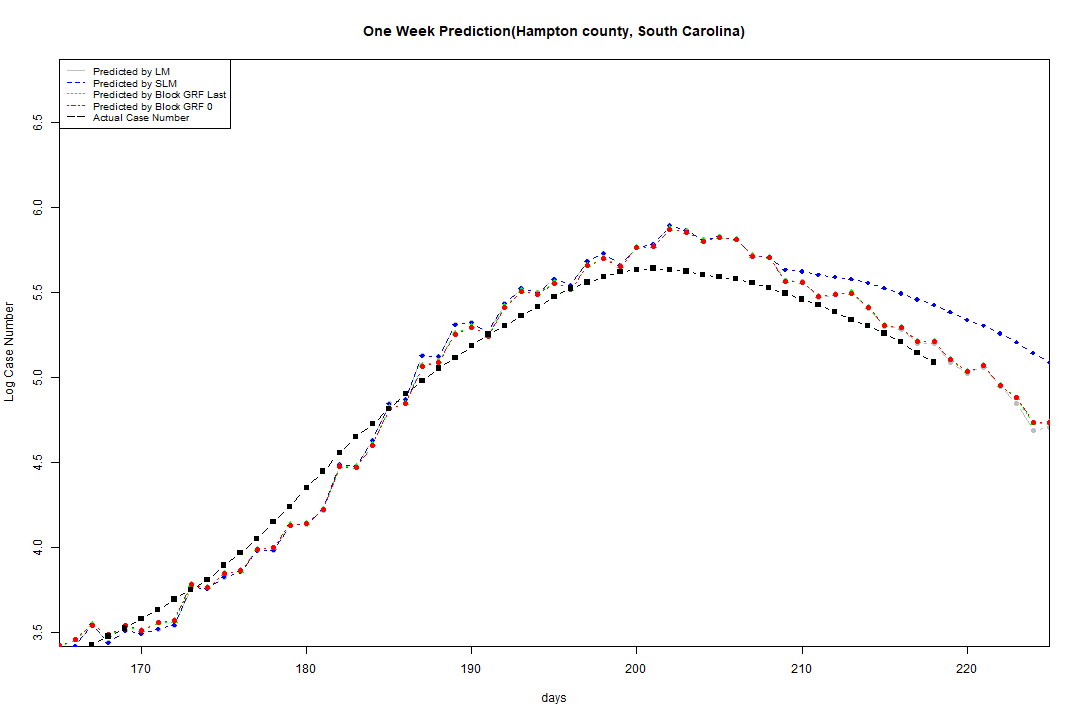 One Week Prediction(Hampton county, South Carolina)
Predicted by LM
Predicted by SLM
Predicted by Block GRF Last
Predicted by Block GRF 0
Actual Case Number
Log Case Number
6.5
6.0
5.5
5.0
4.5
4.0
3.5
170 180 190 200 210 220
days